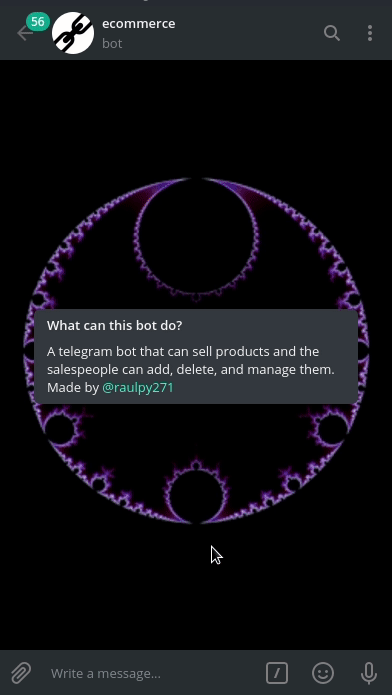 56
ecommerce
bot
What can this bot do?
A telegram bot that can sell products and the
salespeople can add, delete, and manage them.
Made by @raulpy271
Write a message...